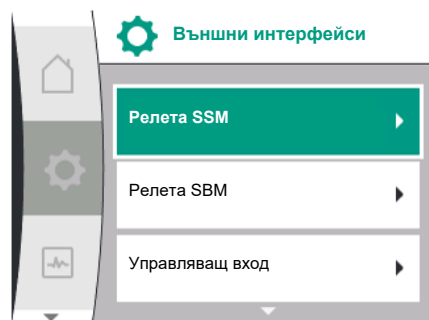 Външни интерфейси
Релета SSM
Релета SBM
Управляващ вход